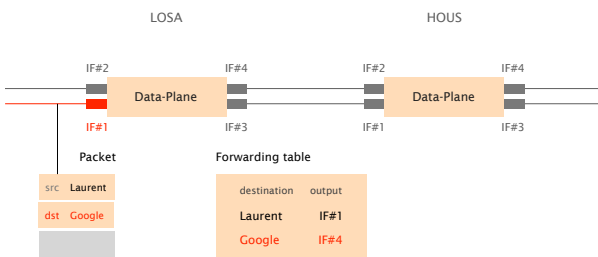 LOSA HOUS
IF#2 IF#4 IF#2 IF#4
Data-Plane Data-Plane
IF#1 IF#3 IF#1 IF#3
Packet Forwarding table
src Laurent
dst Google
destination output
Laurent IF#1
Google IF#4